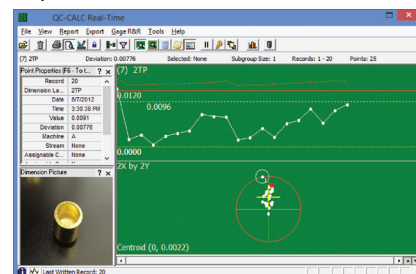 QC-CALC Real-Time
File View Report Export Gage R&R Tools Help
(7) 2TP Deviation: 0.00776 Selected: None Subgroup Size: 1 Records: 1 - 20 Points: 25
Point Properties (F6 - To t... ? ×
Record 20
Dimension La... 2TP
Date 8/7/2012
Time 3:30:38 PM
Value 0.0091
Deviation 0.00776
Machine A
Stream None
Assignable C... None
Dimension Picture ? ×
(7) 2TP
0.0120
0.0096
0.0000
2X by 2Y
Centroid (0, 0.0022)
Last Written Record: 20